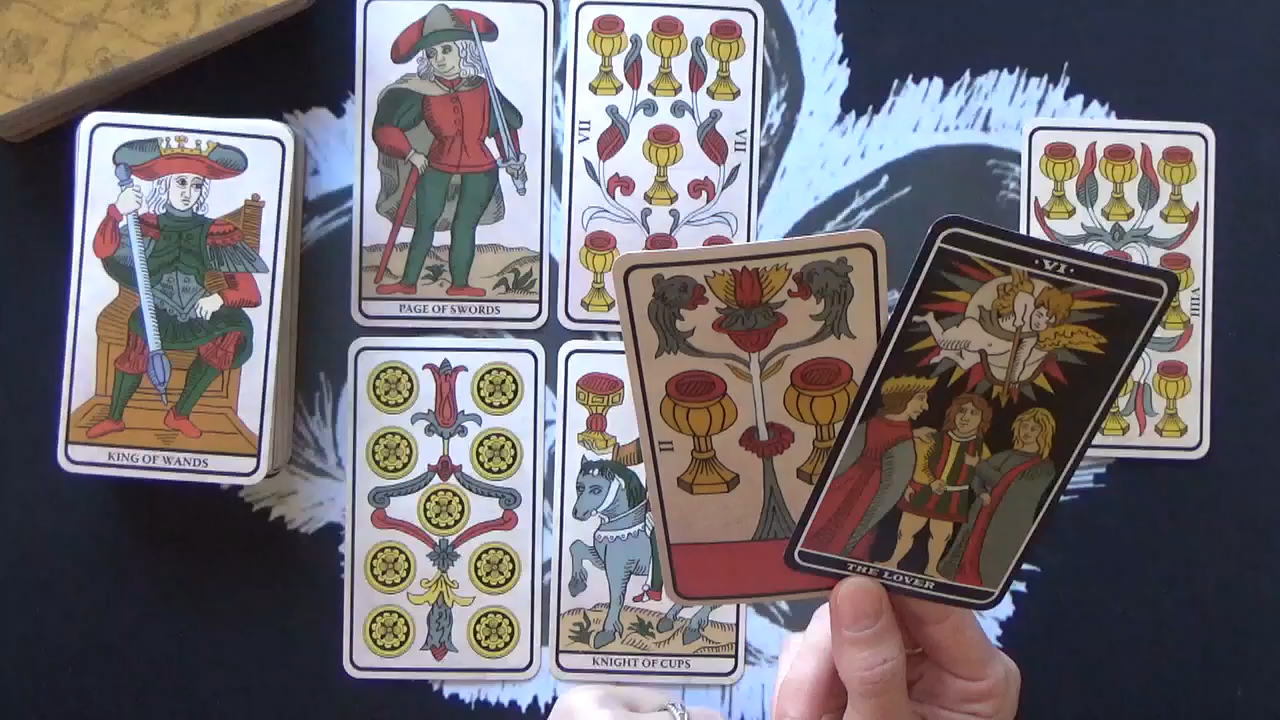 PAGE OF SWORDS
VII
VII
KING OF WANDS
KNIGHT OF CUPS
II
·VI·
THE LOVER
VIII